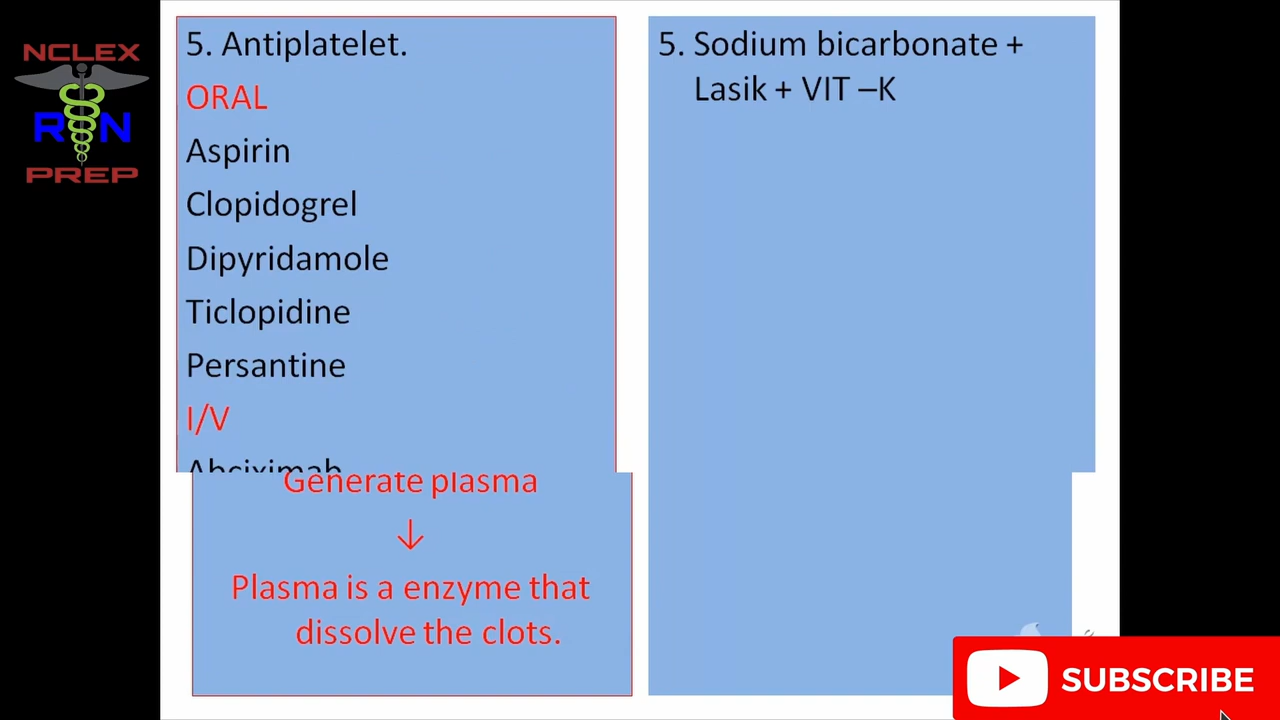 NCLEX
RN
PREP
5. Antiplatelet.
ORAL
Aspirin
Clopidogrel
Dipyridamole
Ticlopidine
Persantine
I/V
Abciximab
Generate plasma
↓
Plasma is a enzyme that
dissolve the clots.
5. Sodium bicarbonate +
Lasik + VIT –K
SUBSCRIBE